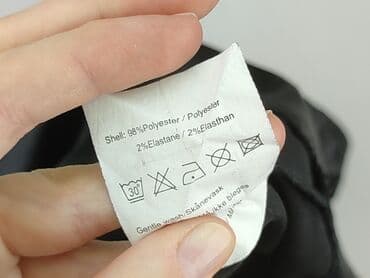 Shell: 98%Polyester / Polyester
2%Elastane / 2%Elasthan
30°
Gentle wash/Skånevask